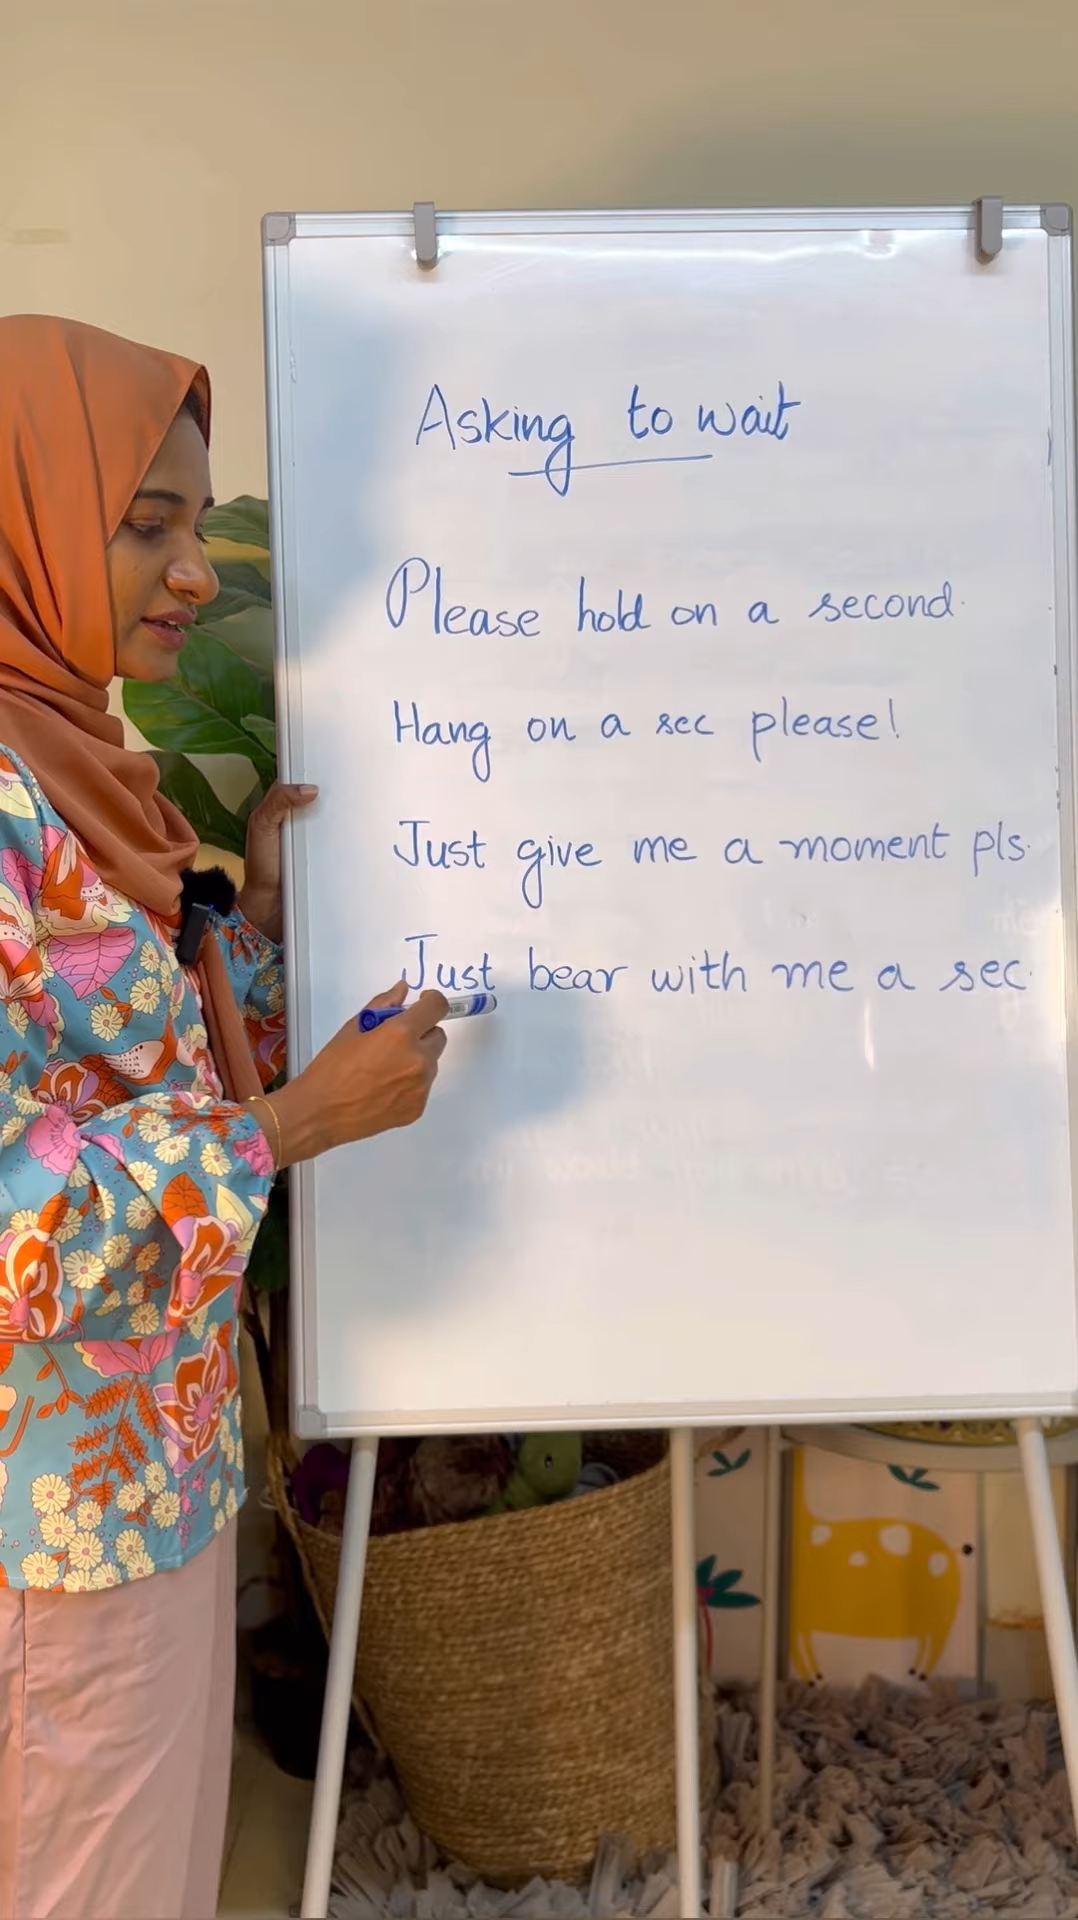 Asking to wait
Please hold on a second.
Hang on a sec please!
Just give me a moment pls.
Just bear with me a sec.